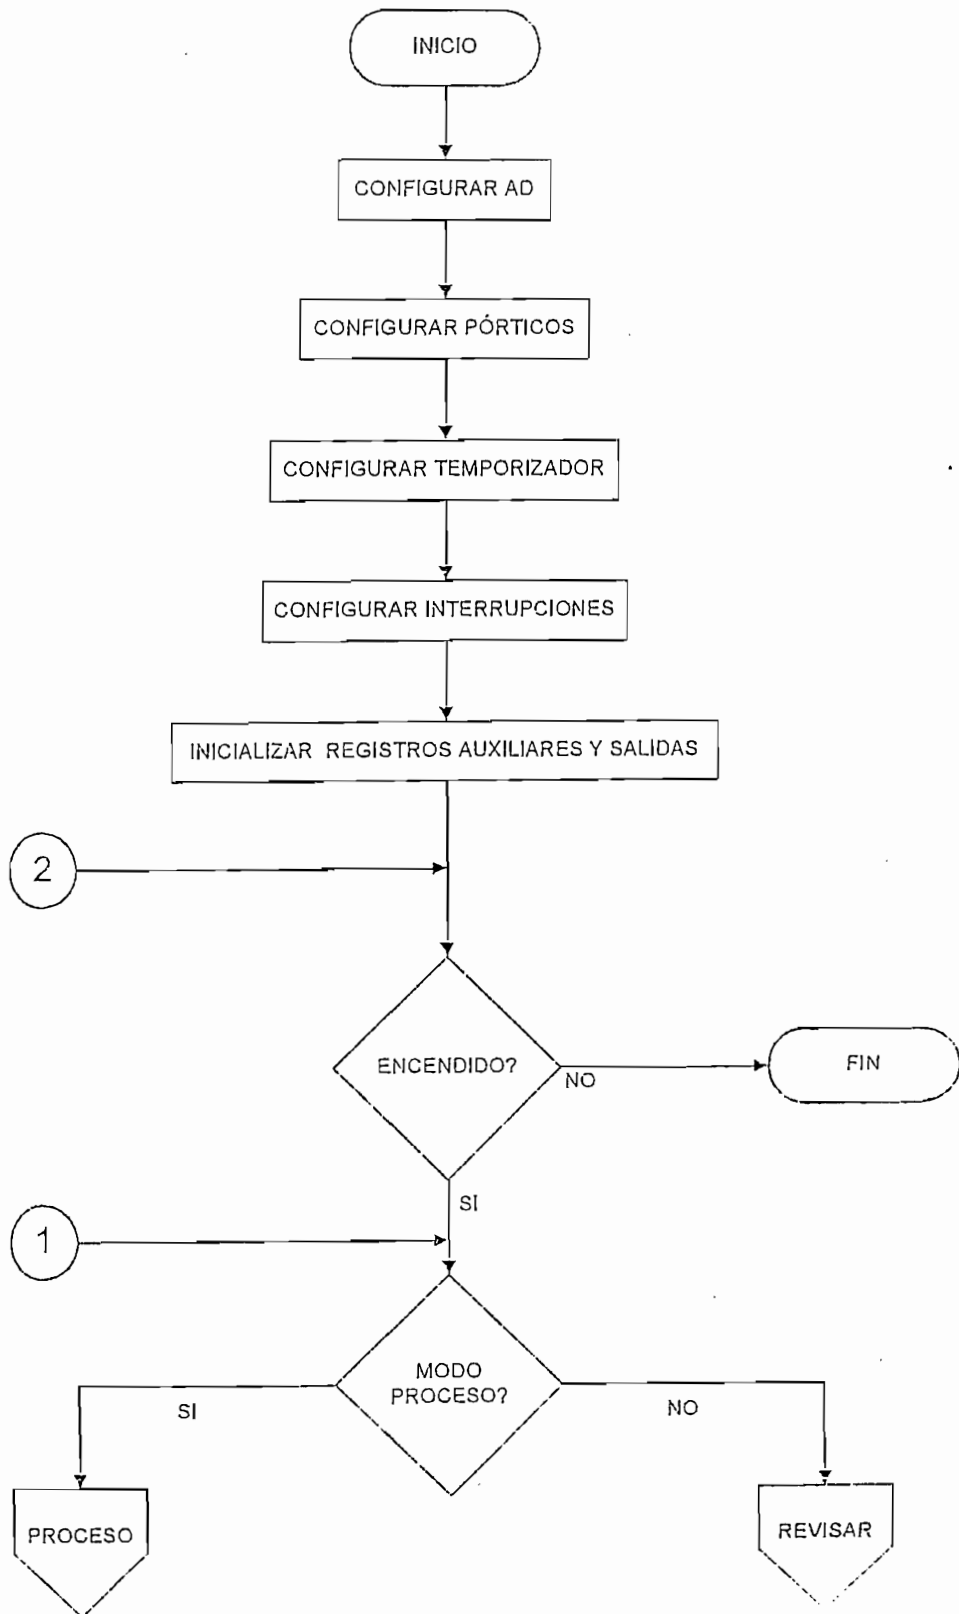 INICIO
CONFIGURAR AD
CONFIGURAR PÓRTICOS
CONFIGURAR TEMPORIZADOR
CONFIGURAR INTERRUPCIONES
INICIALIZAR REGISTROS AUXILIARES Y SALIDAS
2
ENCENDIDO?
NO
FIN
SI
1
MODO
PROCESO?
SI
NO
PROCESO
REVISAR